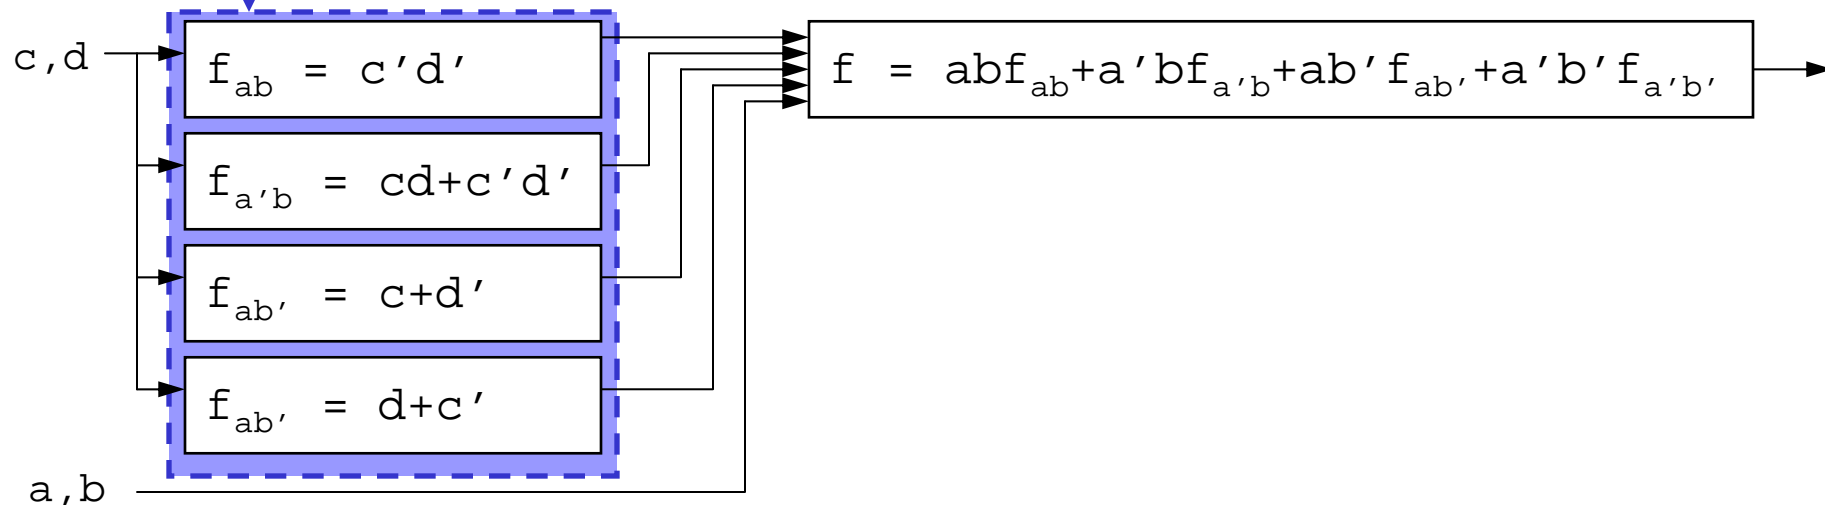 c,d
f_ab = c′d′
f_a′b = cd+c′d′
f_ab′ = c+d′
f_ab′ = d+c′
a,b
f = abf_ab+a′bf_a′b+ab′f_ab′+a′b′f_a′b′